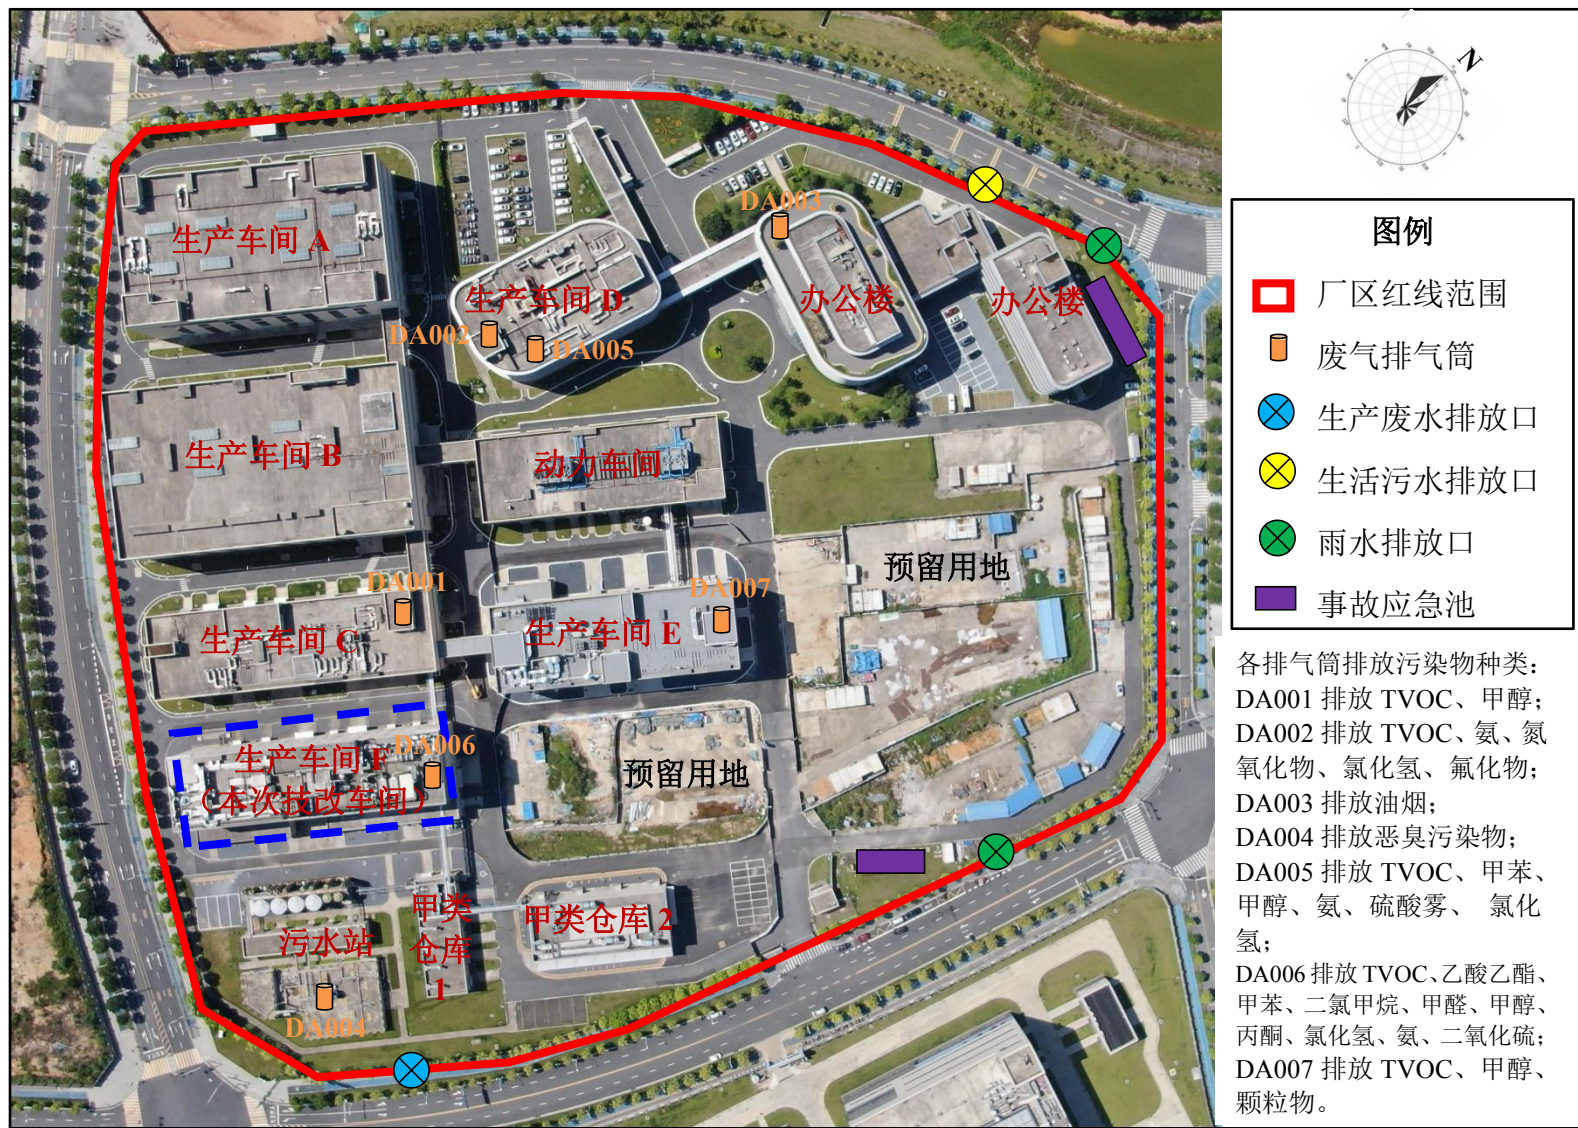 N
DA003
生产车间 A
生产车间 D
办公楼
办公楼
DA002
DA005
生产车间 B
动力车间
预留用地
DA001
DA007
生产车间 C
生产车间 E
生产车间 F
(本次技改车间)
DA006
预留用地
甲类
仓库
1
甲类仓库 2
污水站
DA004
图例
厂区红线范围
废气排气筒
生产废水排放口
生活污水排放口
雨水排放口
事故应急池
各排气筒排放污染物种类：
DA001 排放 TVOC、甲醇；
DA002 排放 TVOC、氨、氮
氧化物、氯化氢、氟化物；
DA003 排放油烟；
DA004 排放恶臭污染物；
DA005 排放 TVOC、甲苯、
甲醇、氨、硫酸雾、 氯化
氢；
DA006 排放 TVOC、乙酸乙酯、
甲苯、二氯甲烷、甲醛、甲醇、
丙酮、氯化氢、氨、二氧化硫；
DA007 排放 TVOC、甲醇、
颗粒物。